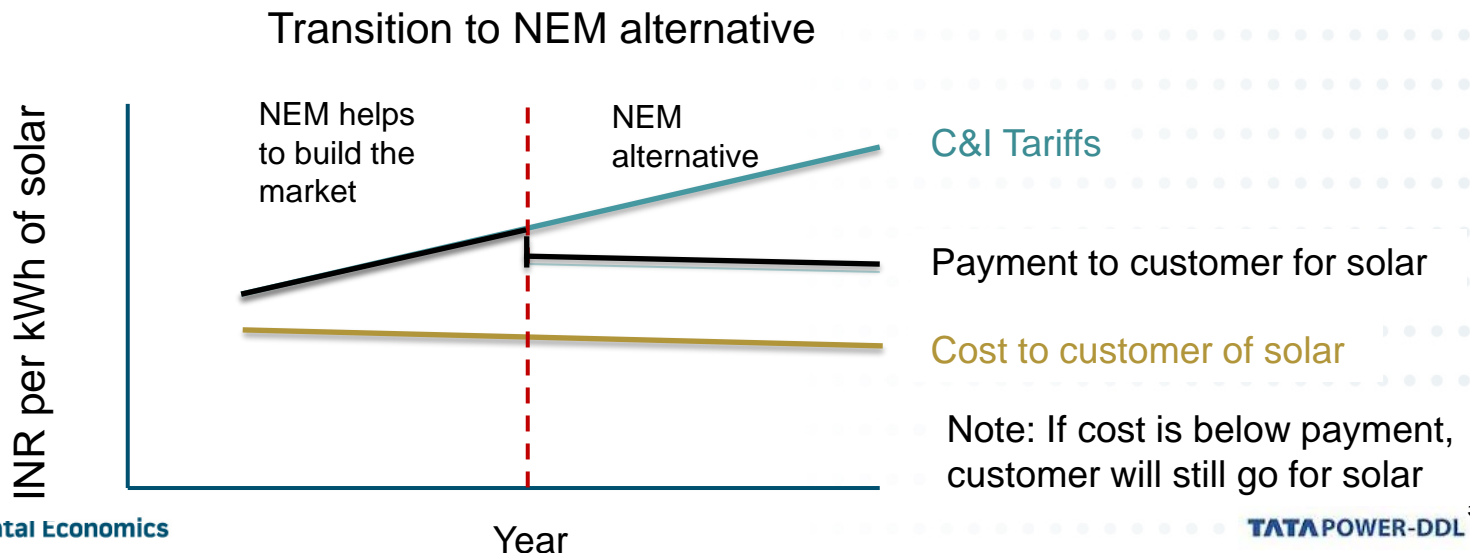 Transition to NEM alternative
INR per kWh of solar
NEM helps
to build the
market
NEM
alternative
C&I Tariffs
Payment to customer for solar
Cost to customer of solar
Note: If cost is below payment,
customer will still go for solar
Economics
Year
TATA POWER-DDL